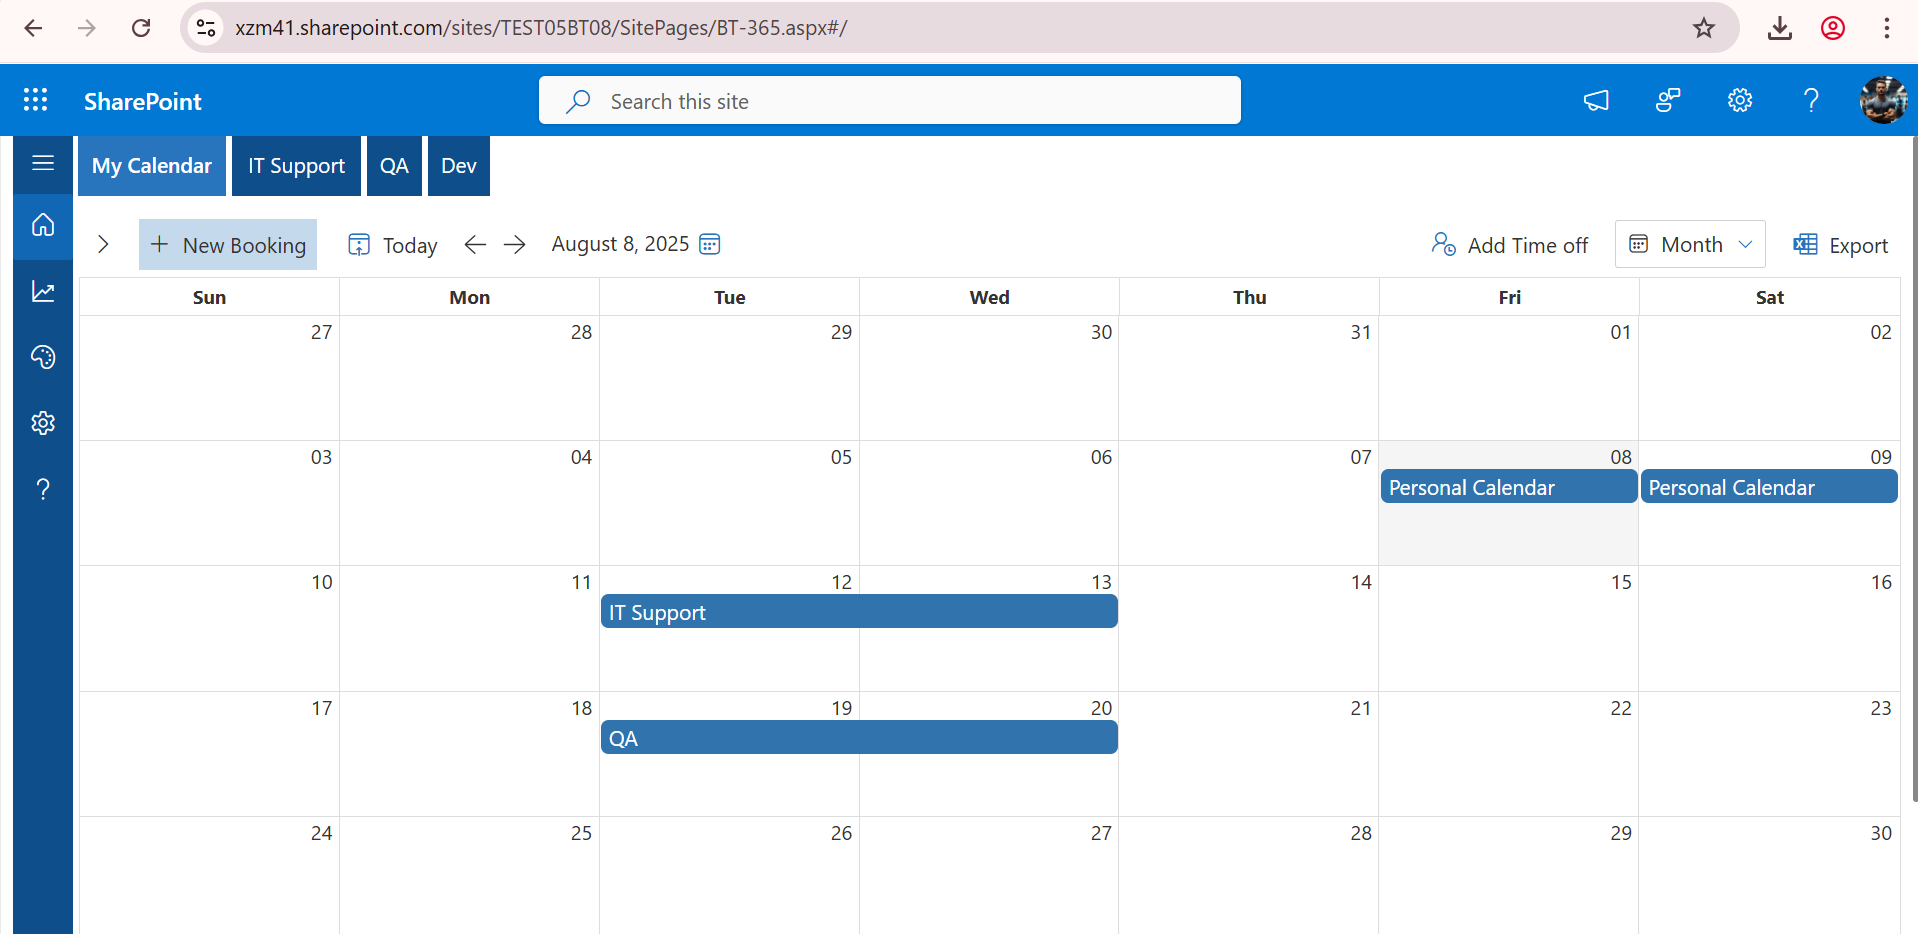 xzm41.sharepoint.com/sites/TEST05BT08/SitePages/BT-365.aspx#/
SharePoint
Search this site
My Calendar
IT Support
QA
Dev
New Booking
Today
August 8, 2025
Add Time off
Month
Export
Sun Mon Tue Wed Thu Fri Sat
27 28 29 30 31 01 02
03 04 05 06 07 08 09
Personal Calendar Personal Calendar
10 11 12 13 14 15 16
IT Support
17 18 19 20 21 22 23
QA
24 25 26 27 28 29 30